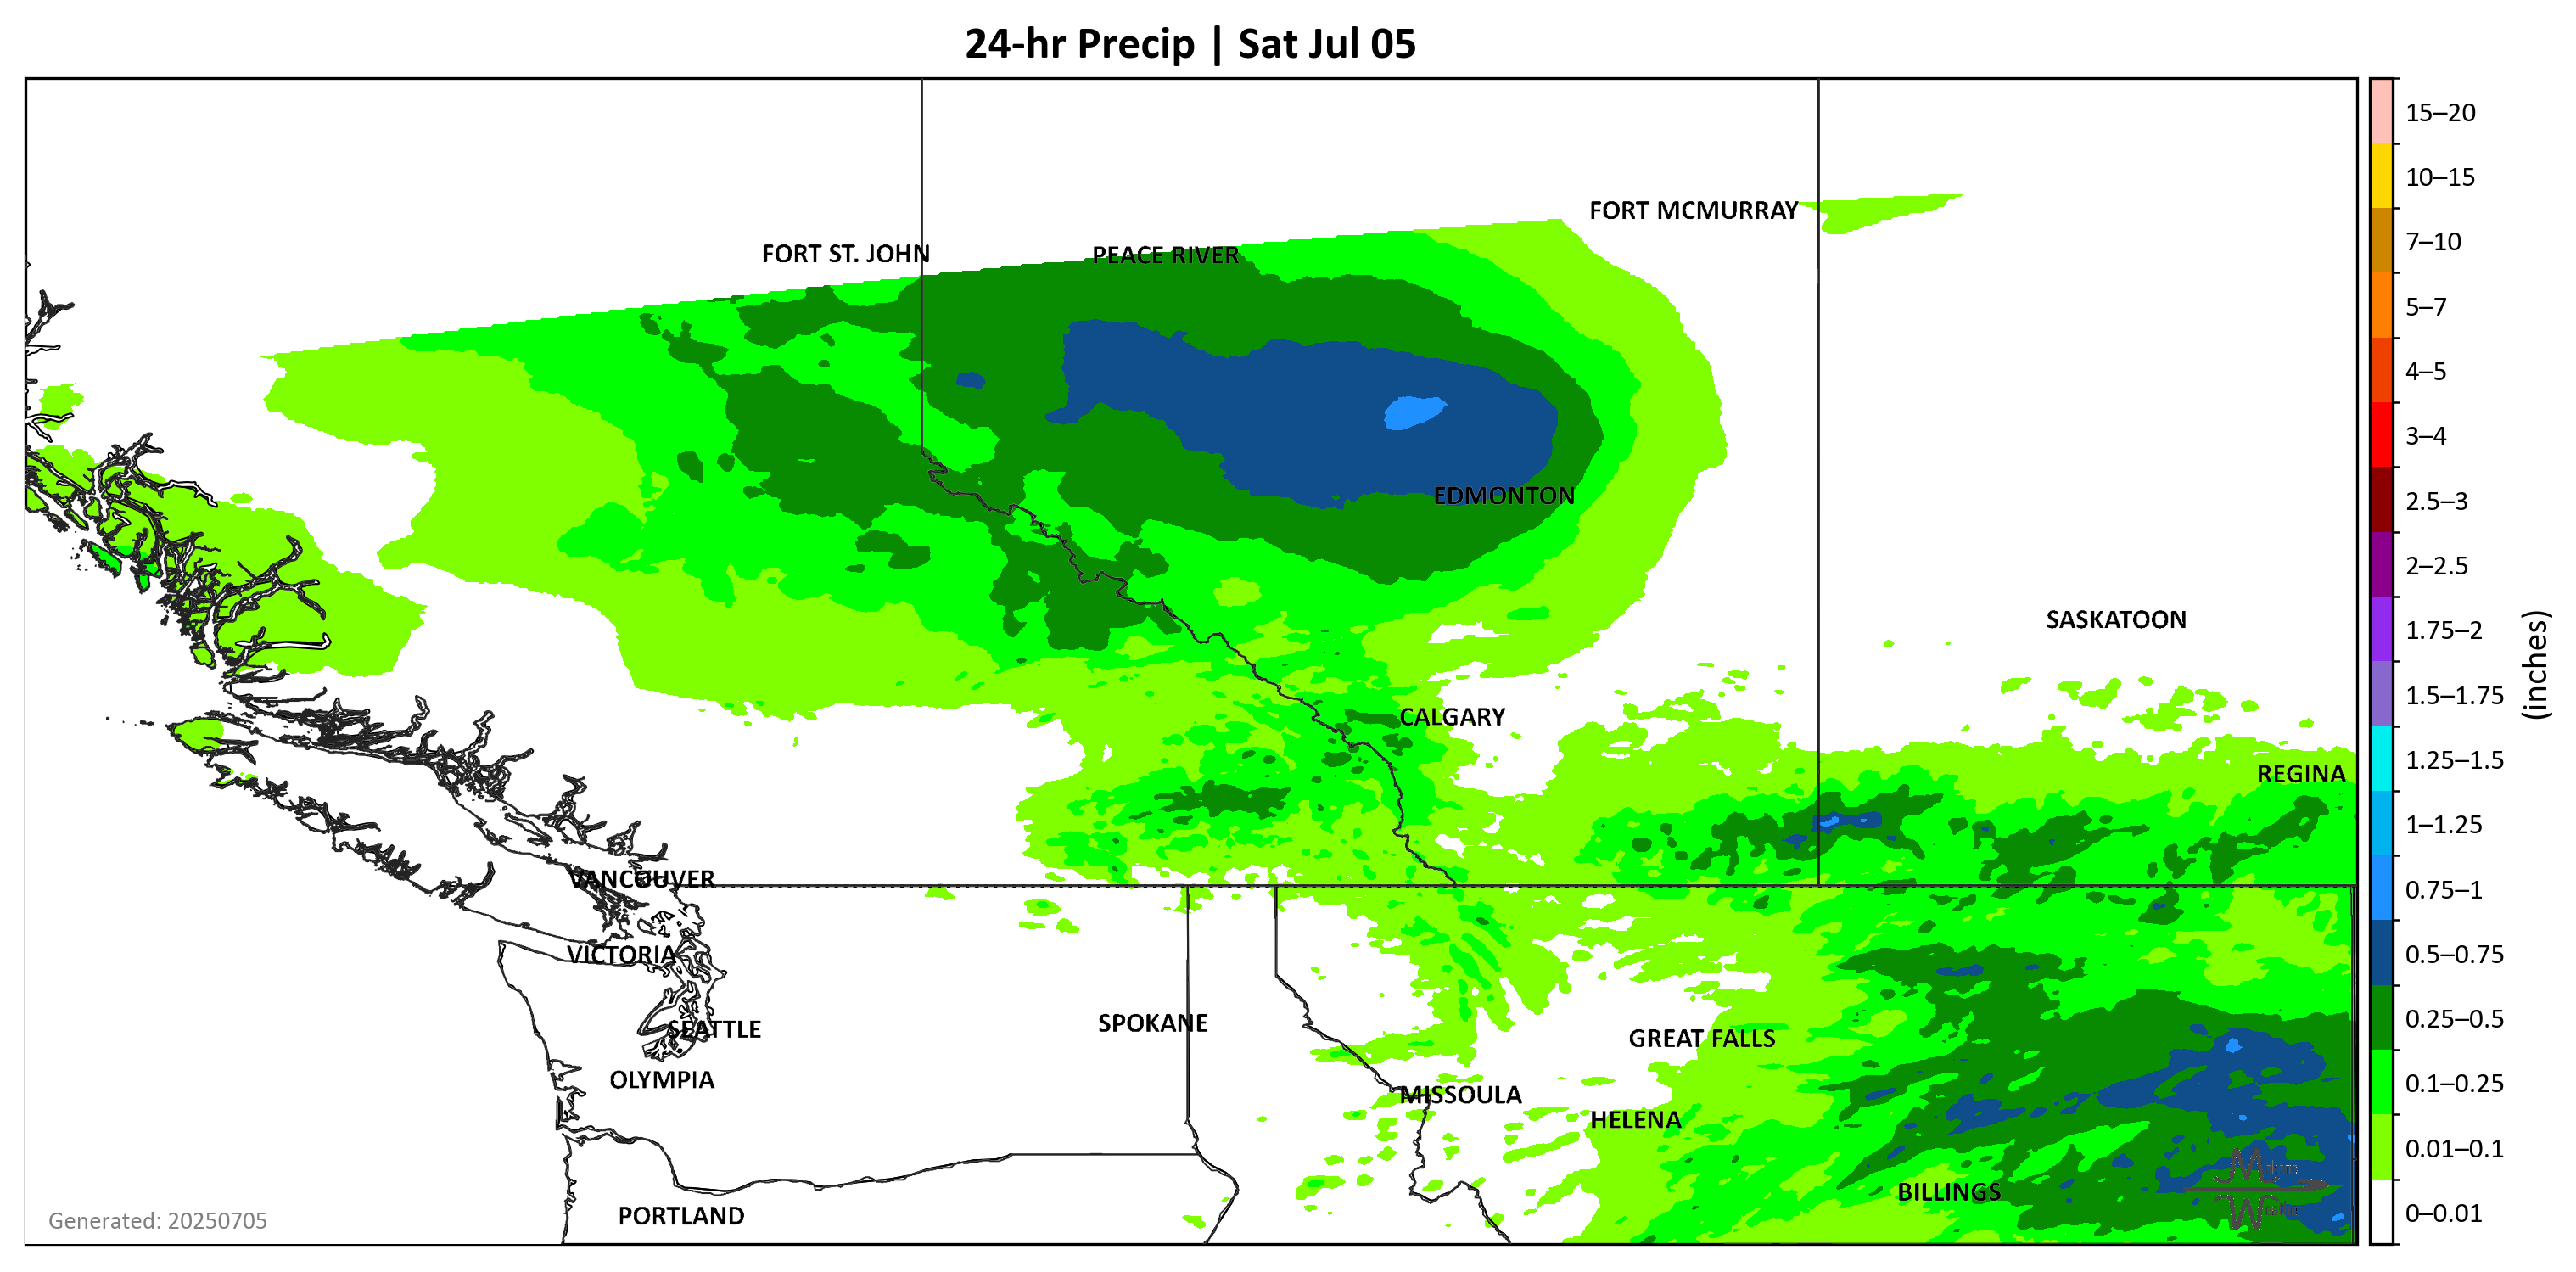 24-hr Precip | Sat Jul 05
15–20
10–15
FORT MCMURRAY
7–10
FORT ST. JOHN
PEACE RIVER
5–7
4–5
3–4
EDMONTON
2.5–3
2–2.5
SASKATOON
1.75–2
(inches)
1.5–1.75
CALGARY
1.25–1.5
REGINA
1–1.25
VANCOUVER
0.75–1
VICTORIA
0.5–0.75
SPOKANE
0.25–0.5
SEATTLE
GREAT FALLS
OLYMPIA
0.1–0.25
MISSOULA
HELENA
0.01–0.1
BILLINGS
PORTLAND
0–0.01
Generated: 20250705